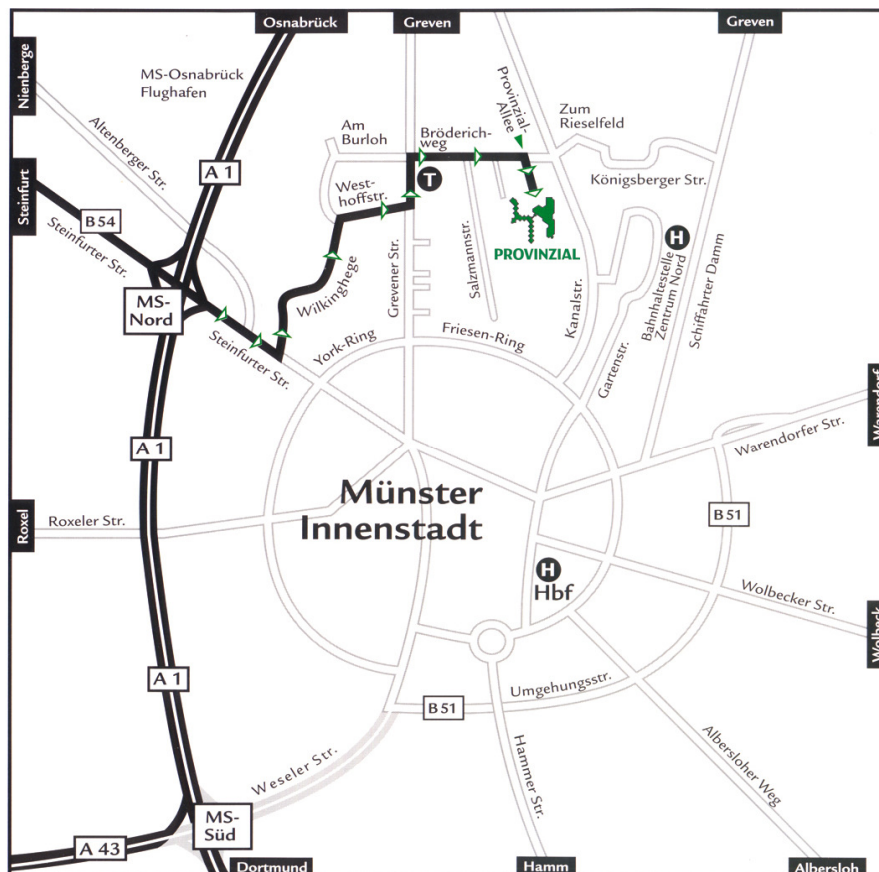 Osnabrück
Greven
Greven
Nienberge
MS-Osnabrück
Flughafen
Altenberger Str.
A 1
Am
Burloh
Bröderich-
weg
Provinzial-
Allee
Zum
Rieselfeld
Königsberger Str.
Steinfurt
B 54
Steinfurter Str.
West-
hoffstr.
T
PROVINZIAL
H
Bahnhaltestelle
Zentrum Nord
Schiffahrter Damm
MS-
Nord
Wilkinghege
Grevener Str.
Salzmannstr.
Kanalstr.
Gartenstr.
Steinfurter Str.
York-Ring
Friesen-Ring
Warendorf
Warendorfer Str.
A 1
Münster
Innenstadt
B 51
Roxel
Roxeler Str.
H
Hbf
Wolbecker Str.
Wolbeck
A 1
Umgehungsstr.
B 51
Weseler Str.
Hammer Str.
Albersloher Weg
MS-
Süd
A 43
Dortmund
Hamm
Albersloh